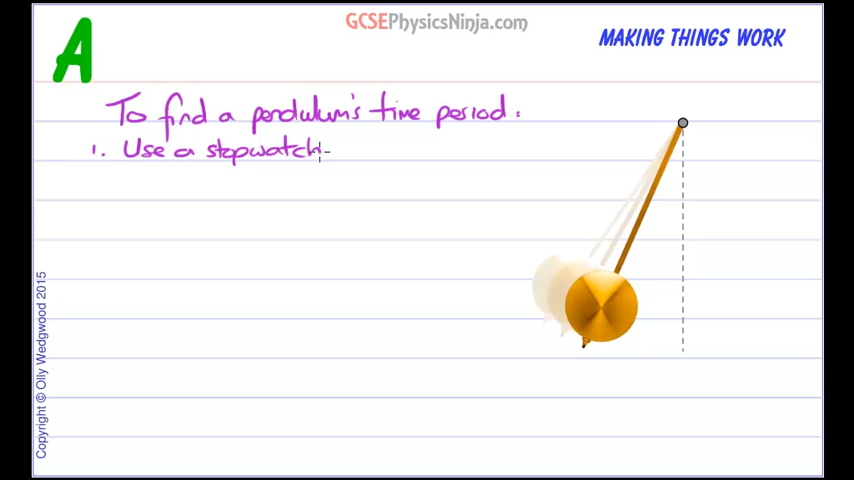 GCSEPhysicsNinja.com
A
MAKING THINGS WORK
To find a pendulum's time period:
1. Use a stopwatch
Copyright © Olly Wedgwood 2015